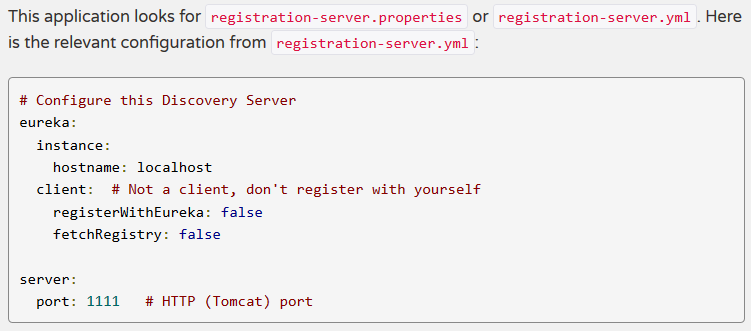 This application looks for registration-server.properties or registration-server.yml . Here
is the relevant configuration from registration-server.yml :
# Configure this Discovery Server
eureka:
  instance:
    hostname: localhost
  client:  # Not a client, don't register with yourself
    registerWithEureka: false
    fetchRegistry: false

server:
  port: 1111   # HTTP (Tomcat) port